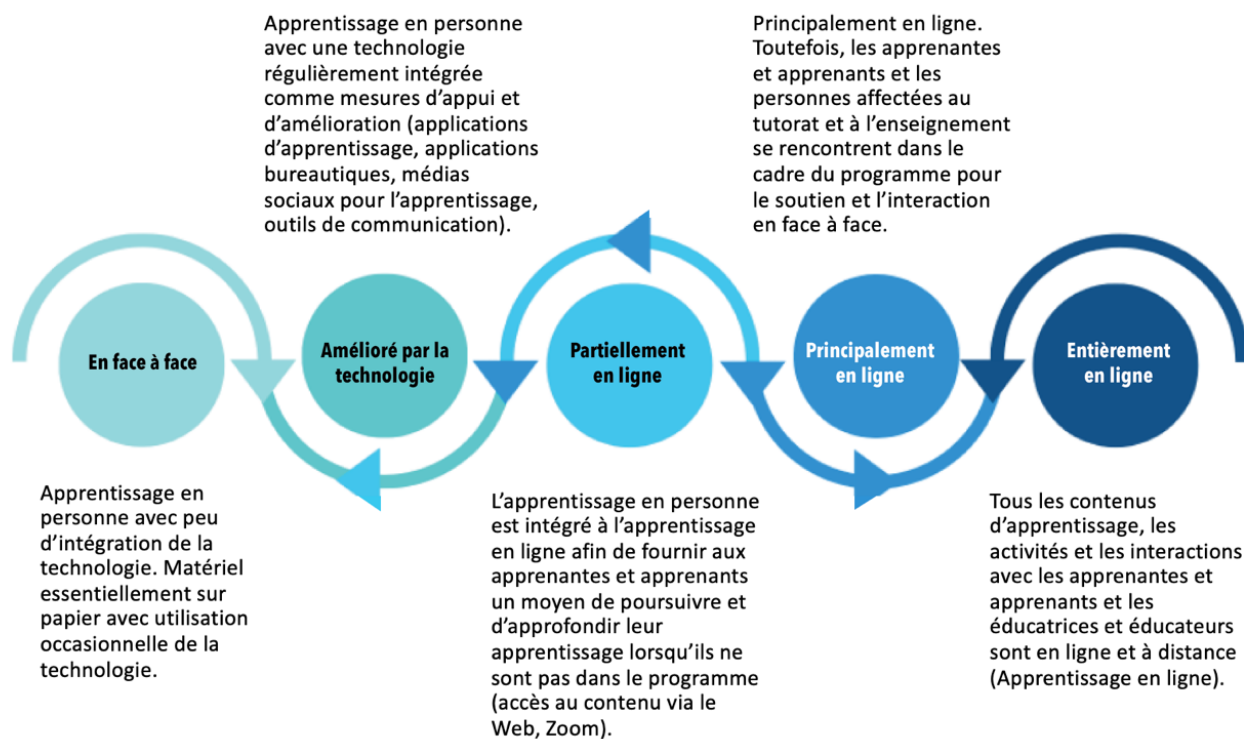 Apprentissage en personne
avec une technologie
régulièrement intégrée
comme mesures d'appui et
d'amélioration (applications
d'apprentissage, applications
bureautiques, médias
sociaux pour l'apprentissage,
outils de communication).
Principalement en ligne.
Toutefois, les apprenantes
et apprenants et les
personnes affectées au
tutorat et à l'enseignement
se rencontrent dans le
cadre du programme pour
le soutien et l'interaction
en face à face.
En face à face
Amélioré par la
technologie
Partiellement
en ligne
Principalement
en ligne
Entièrement
en ligne
Apprentissage en
personne avec peu
d'intégration de la
technologie. Matériel
essentiellement sur
papier avec utilisation
occasionnelle de la
technologie.
L'apprentissage en personne
est intégré à l'apprentissage
en ligne afin de fournir aux
apprenantes et apprenants
un moyen de poursuivre et
d'approfondir leur
apprentissage lorsqu'ils ne
sont pas dans le programme
(accès au contenu via le
Web, Zoom).
Tous les contenus
d'apprentissage, les
activités et les interactions
avec les apprenantes et
apprenants et les
éducatrices et éducateurs
sont en ligne et à distance
(Apprentissage en ligne).